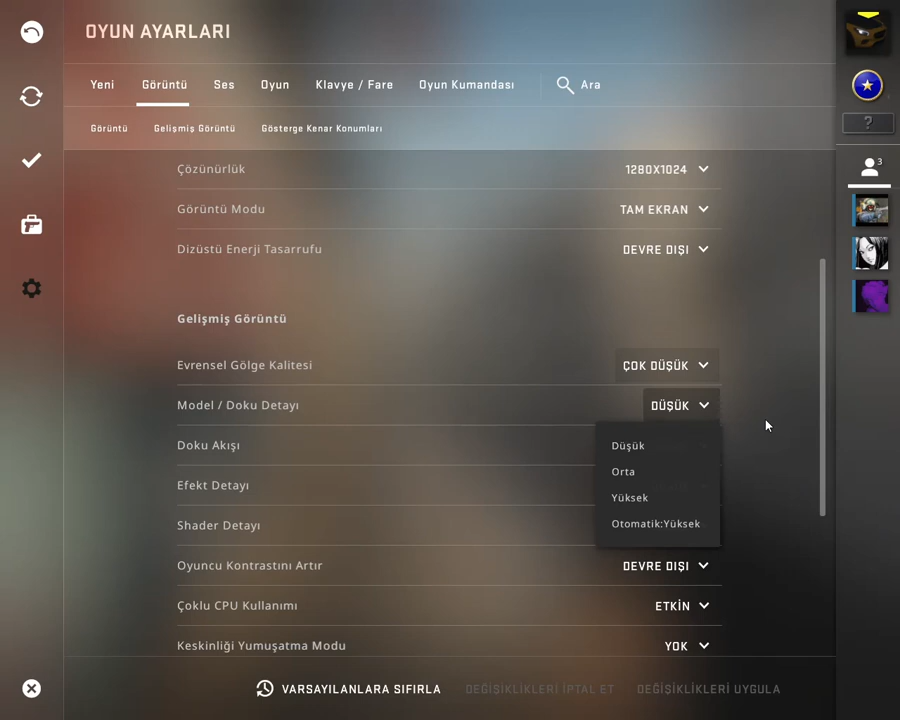 OYUN AYARLARI
Yeni Görüntü Ses Oyun Klavye / Fare Oyun Kumandası Ara
Görüntü Gelişmiş Görüntü Gösterge Kenar Konumları
?
3
Çözünürlük 1280X1024
Görüntü Modu TAM EKRAN
Dizüstü Enerji Tasarrufu DEVRE DIŞI
Gelişmiş Görüntü
Evrensel Gölge Kalitesi ÇOK DÜŞÜK
Model / Doku Detayı DÜŞÜK
Doku Akışı
Düşük
Orta
Efekt Detayı
Yüksek
Shader Detayı
Otomatik:Yüksek
Oyuncu Kontrastını Artır DEVRE DIŞI
Çoklu CPU Kullanımı ETKİN
Keskinliği Yumuşatma Modu YOK
VARSAYILANLARA SIFIRLA DEĞİŞİKLİKLERİ İPTAL ET DEĞİŞİKLİKLERİ UYGULA